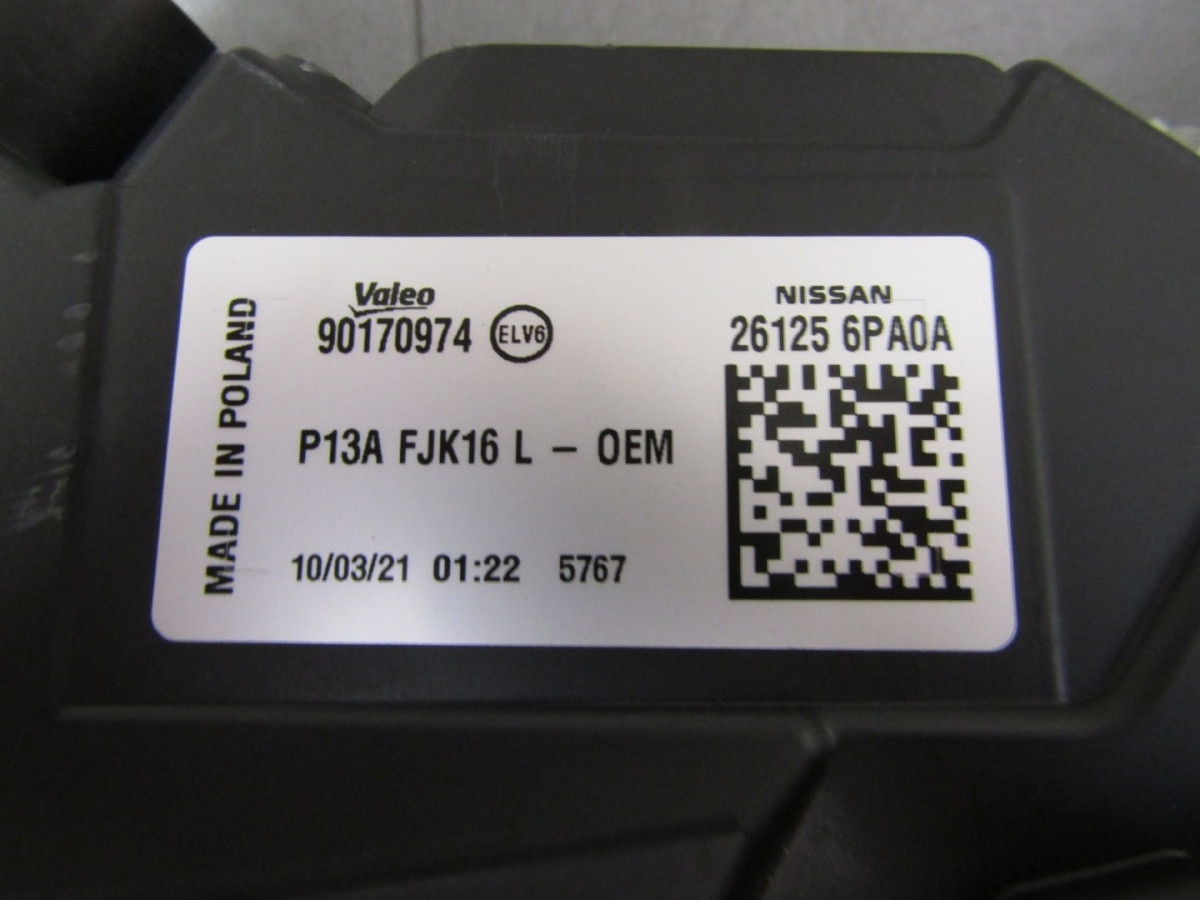 MADE IN POLAND
Valeo
90170974 ELV6
P13A FJK16 L – OEM
10/03/21 01:22 5767
NISSAN
26125 6PA0A